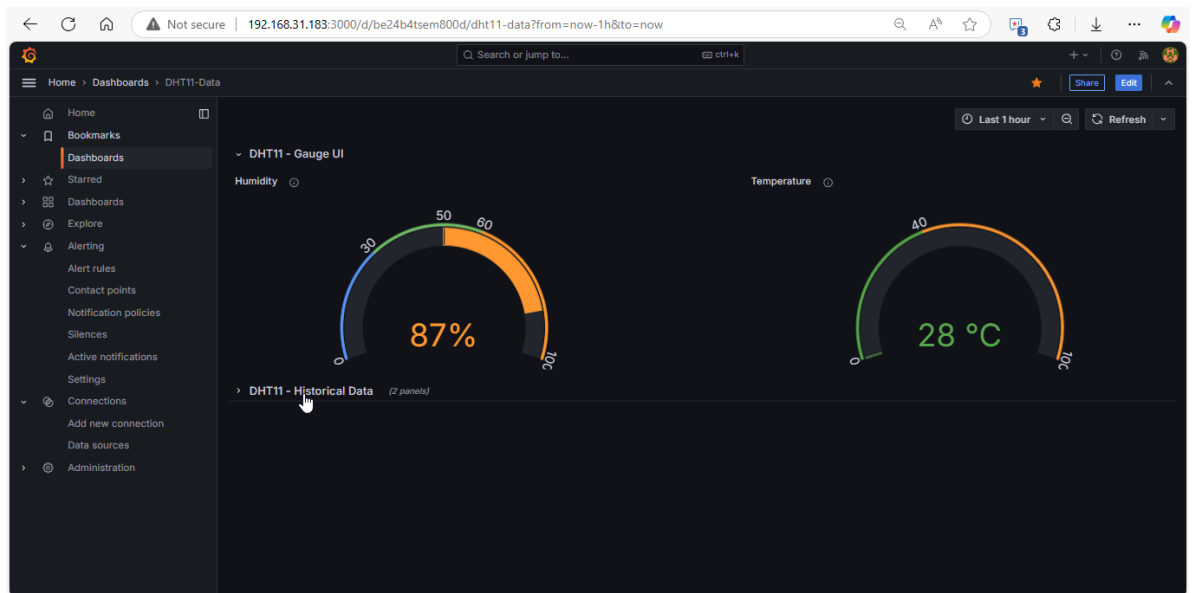 Not secure 192.168.31.183:3000/d/be24b4tsem800d/dht11-data?from=now-1h&to=now
3
Search or jump to... ctrl+k
Home > Dashboards > DHT11-Data
Share Edit
Home
Bookmarks
Dashboards
Starred
Dashboards
Explore
Alerting
Alert rules
Contact points
Notification policies
Silences
Active notifications
Settings
Connections
Add new connection
Data sources
Administration
Last 1 hour Refresh
DHT11 - Gauge UI
Humidity
0 30 50 60 100
87%
Temperature
0 40 100
28 °C
DHT11 - Historical Data (2 panels)